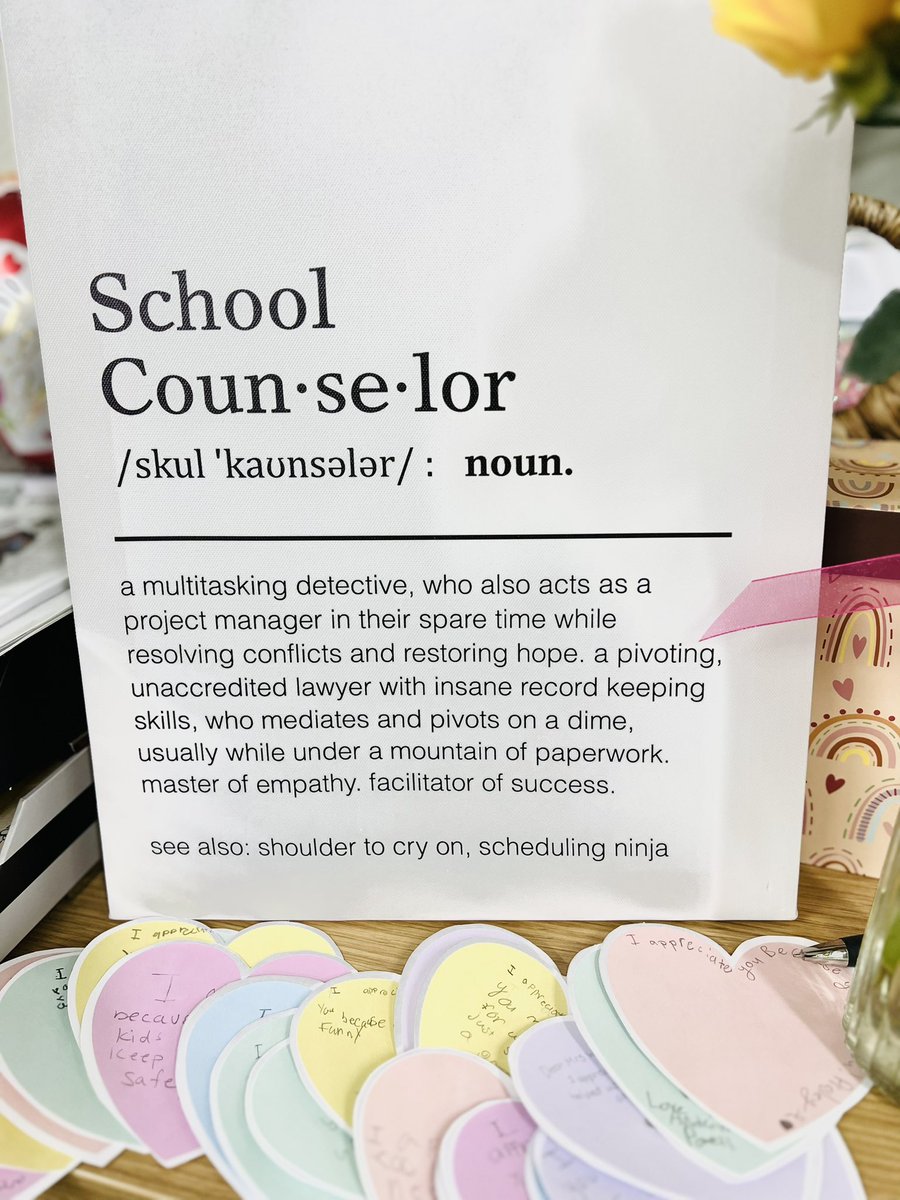 School
Coun·se·lor
/skul 'kaʊnsələr/ : noun.
a multitasking detective, who also acts as a
project manager in their spare time while
resolving conflicts and restoring hope. a pivoting,
unaccredited lawyer with insane record keeping
skills, who mediates and pivots on a dime,
usually while under a mountain of paperwork.
master of empathy. facilitator of success.
see also: shoulder to cry on, scheduling ninja
I
Kids
Keep
Safe
I
You because
Funny
I
you
Just
a
I appreciate you
Love
I